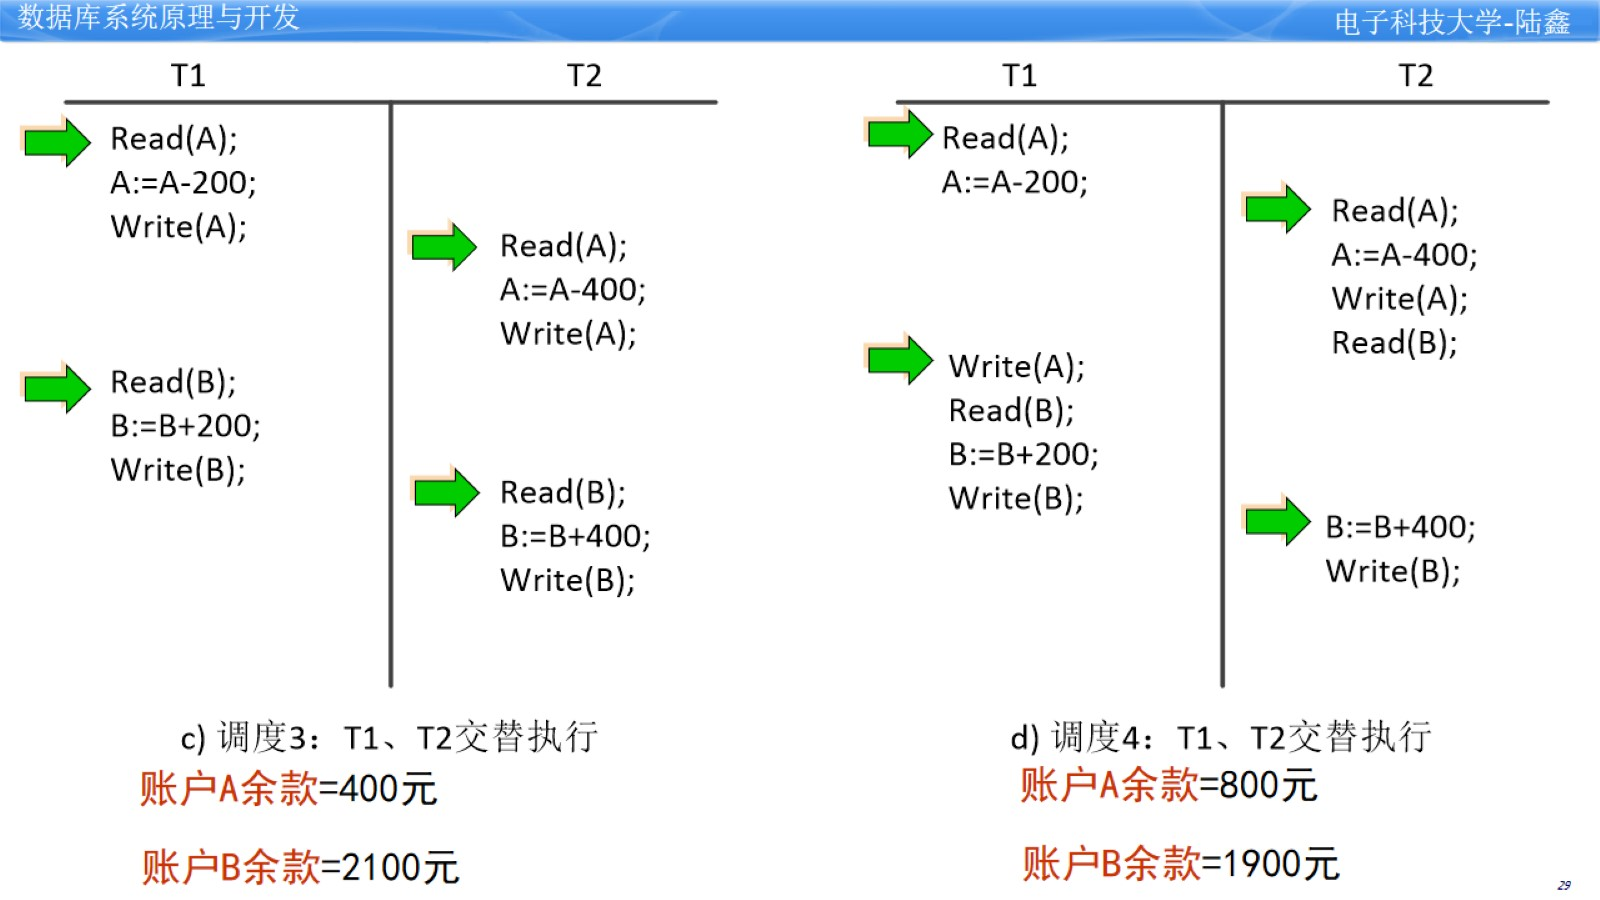 数据库系统原理与开发
电子科技大学-陆鑫
T1
T2
Read(A);
A:=A-200;
Write(A);
Read(A);
A:=A-400;
Write(A);
Read(B);
B:=B+200;
Write(B);
Read(B);
B:=B+400;
Write(B);
c) 调度3：T1、T2交替执行
账户A余款=400元
账户B余款=2100元
T1
T2
Read(A);
A:=A-200;
Read(A);
A:=A-400;
Write(A);
Read(B);
Write(A);
Read(B);
B:=B+200;
Write(B);
B:=B+400;
Write(B);
d) 调度4：T1、T2交替执行
账户A余款=800元
账户B余款=1900元
29